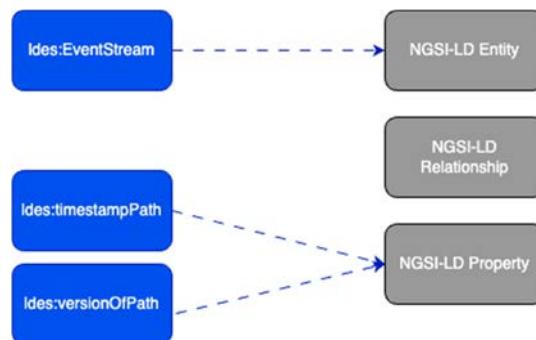 ldes:EventStream
NGSI-LD Entity
NGSI-LD
Relationship
ldes:timestampPath
NGSI-LD Property
ldes:versionOfPath